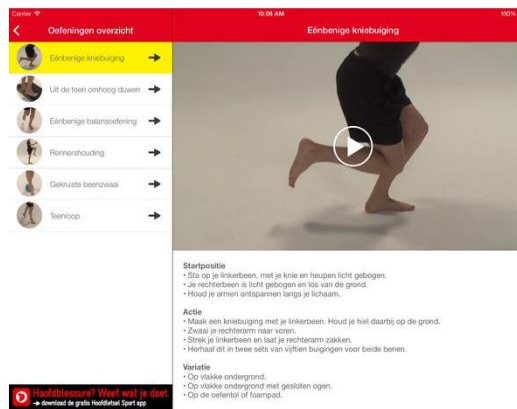 Carrier
10:06 AM
100%
Oefeningen overzicht
Eénbenige kniebuiging
Eénbenige kniebuiging
Uit de teen omhoog duwen
Eénbenige balansoefening
Rennershouding
Gekruiste beenzwaai
Teenloop
Startpositie
• Sta op je linkerbeen, met je knie en heupen licht gebogen.
• Je rechterbeen is licht gebogen en los van de grond.
• Houd je armen ontspannen langs je lichaam.
Actie
• Maak een kniebuiging met je linkerbeen. Houd je hiel daarbij op de grond.
• Zwaai je rechterarm naar voren.
• Strek je linkerbeen en laat je rechterarm zakken.
• Herhaal dit in twee sets van vijftien buigingen voor beide benen.
Variatie
• Op vlakke ondergrond.
• Op vlakke ondergrond met gesloten ogen.
• Op de oefentol of foampad.
Hoofdblessure? Weet wat je doet.
download de gratis Hoofdletsel Sport app